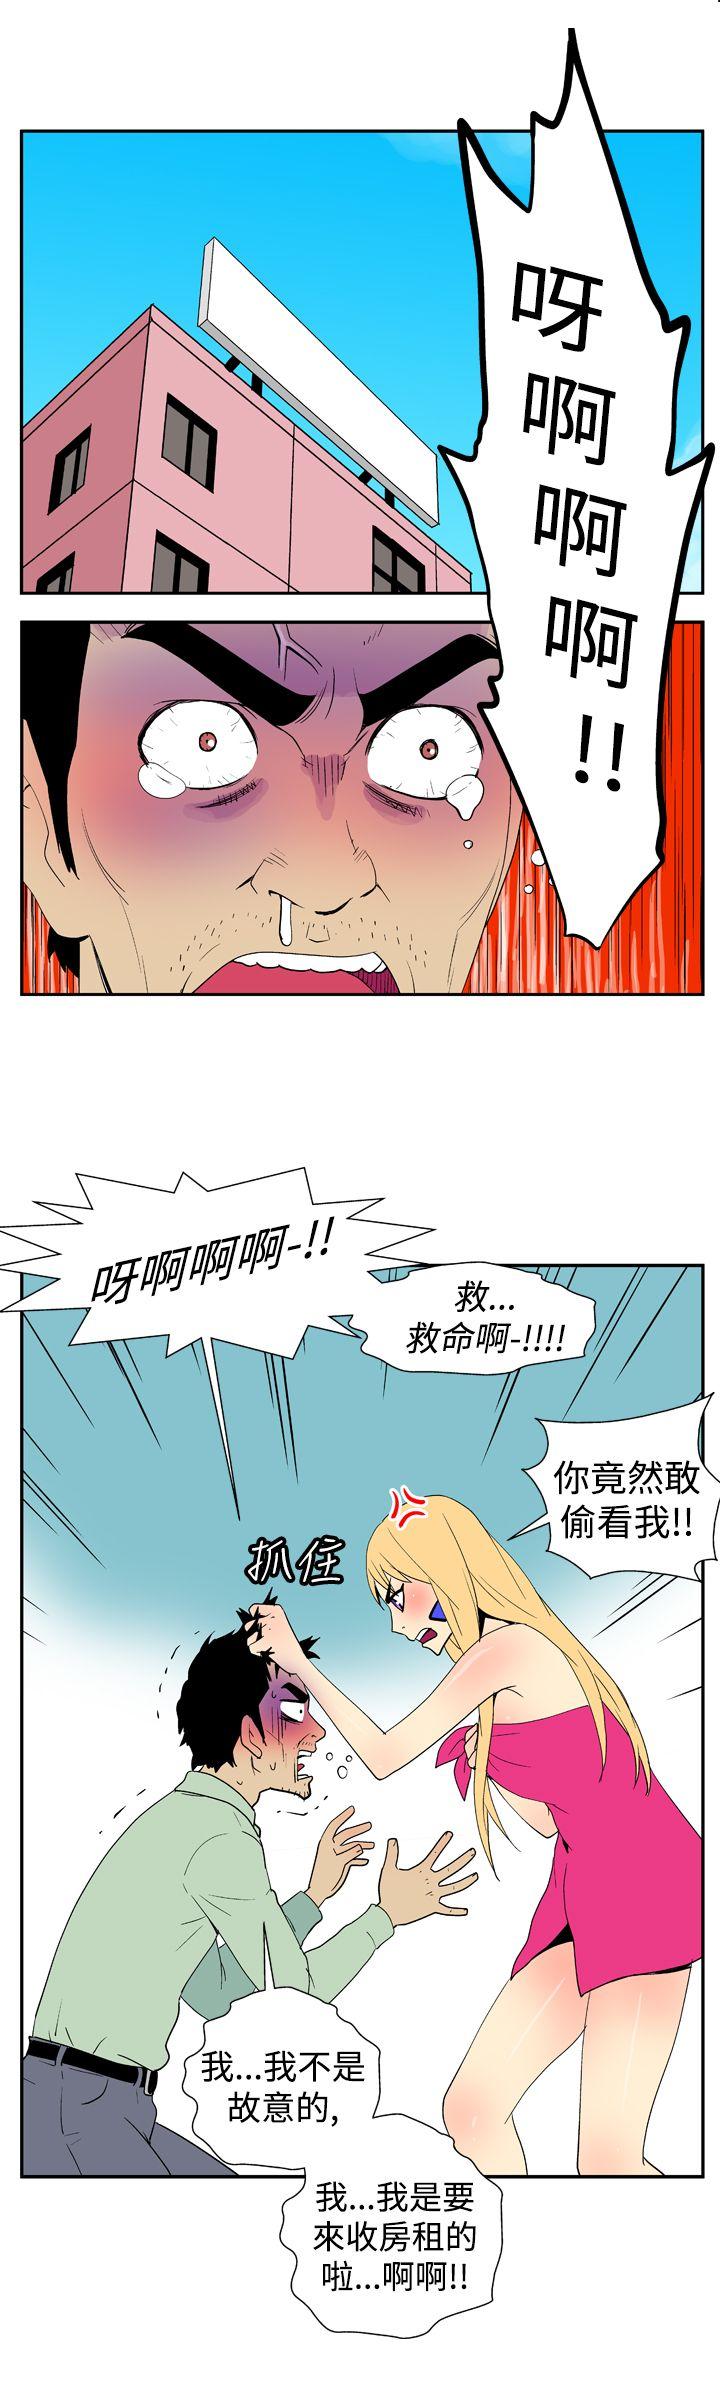 呀啊啊啊!!
呀啊啊啊-!!
救...
救命啊-!!!!
你竟然敢
偷看我!!
抓住
我...我不是
故意的,
我...我是要
來收房租的
啦...啊啊!!